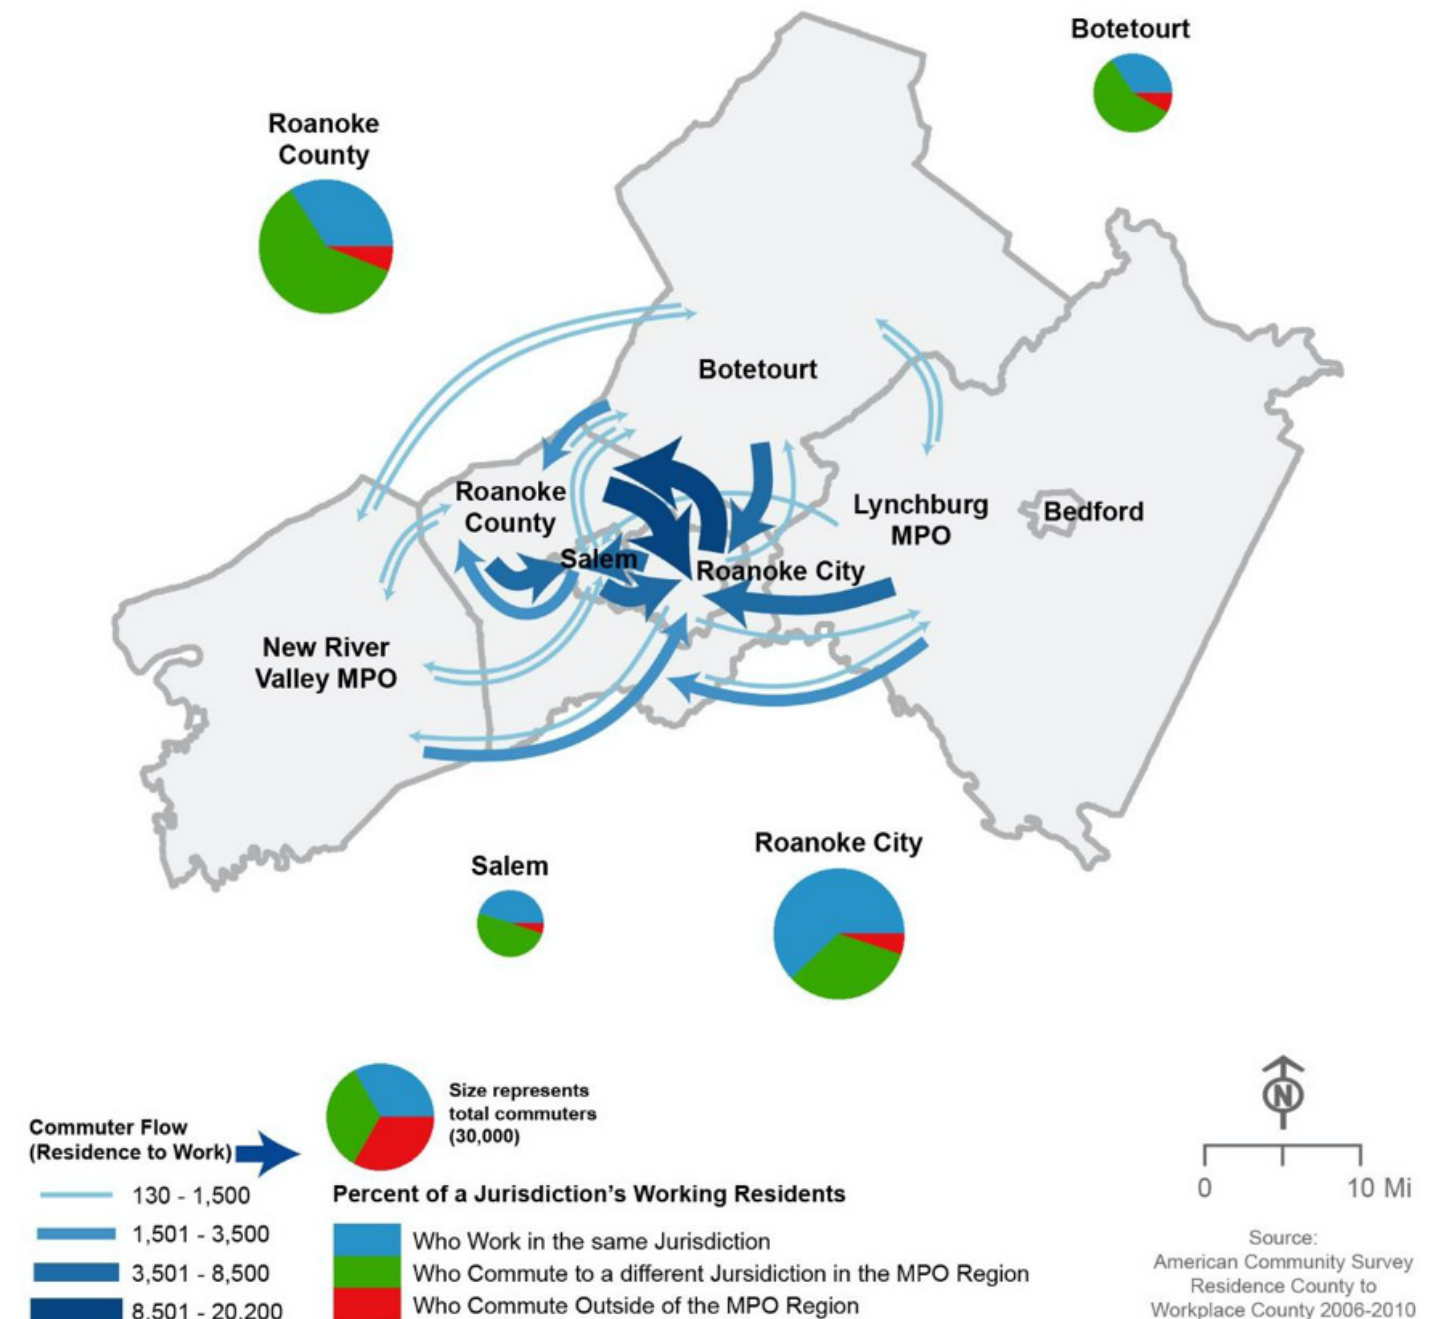 Botetourt
Roanoke
County
Botetourt
Roanoke
County
Lynchburg
MPO
Bedford
Salem
Roanoke City
New River
Valley MPO
Roanoke City
Salem
Size represents
total commuters
(30,000)
Commuter Flow
(Residence to Work)
130 - 1,500
1,501 - 3,500
3,501 - 8,500
8,501 - 20,200
Percent of a Jurisdiction's Working Residents
Who Work in the same Jurisdiction
Who Commute to a different Jursidiction in the MPO Region
Who Commute Outside of the MPO Region
N
0 10 Mi
Source:
American Community Survey
Residence County to
Workplace County 2006-2010